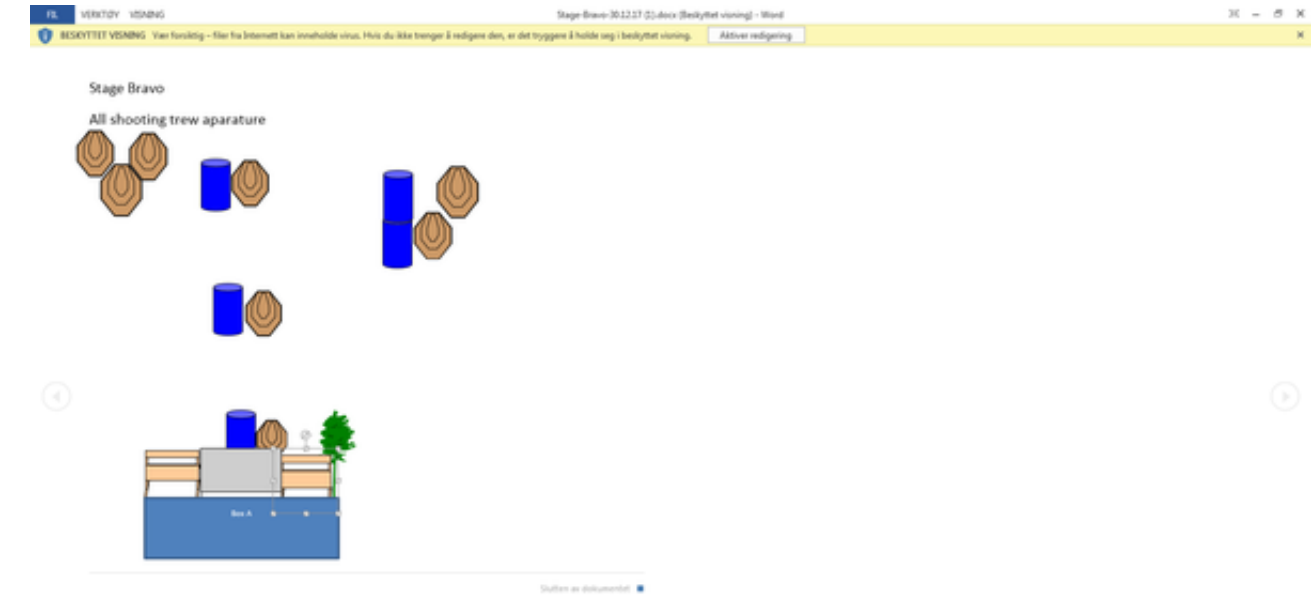 FIL VERKTØY VISNING
Stage-Bravo-30.12.17 (1).docx (Beskyttet visning) - Word
BESKYTTET VISNING Vær forsiktig – filer fra Internett kan inneholde virus. Hvis du ikke trenger å redigere den, er det tryggere å holde seg i beskyttet visning. Aktiver redigering
Stage Bravo
All shooting trew aparature
Box A
Slutten av dokumentet